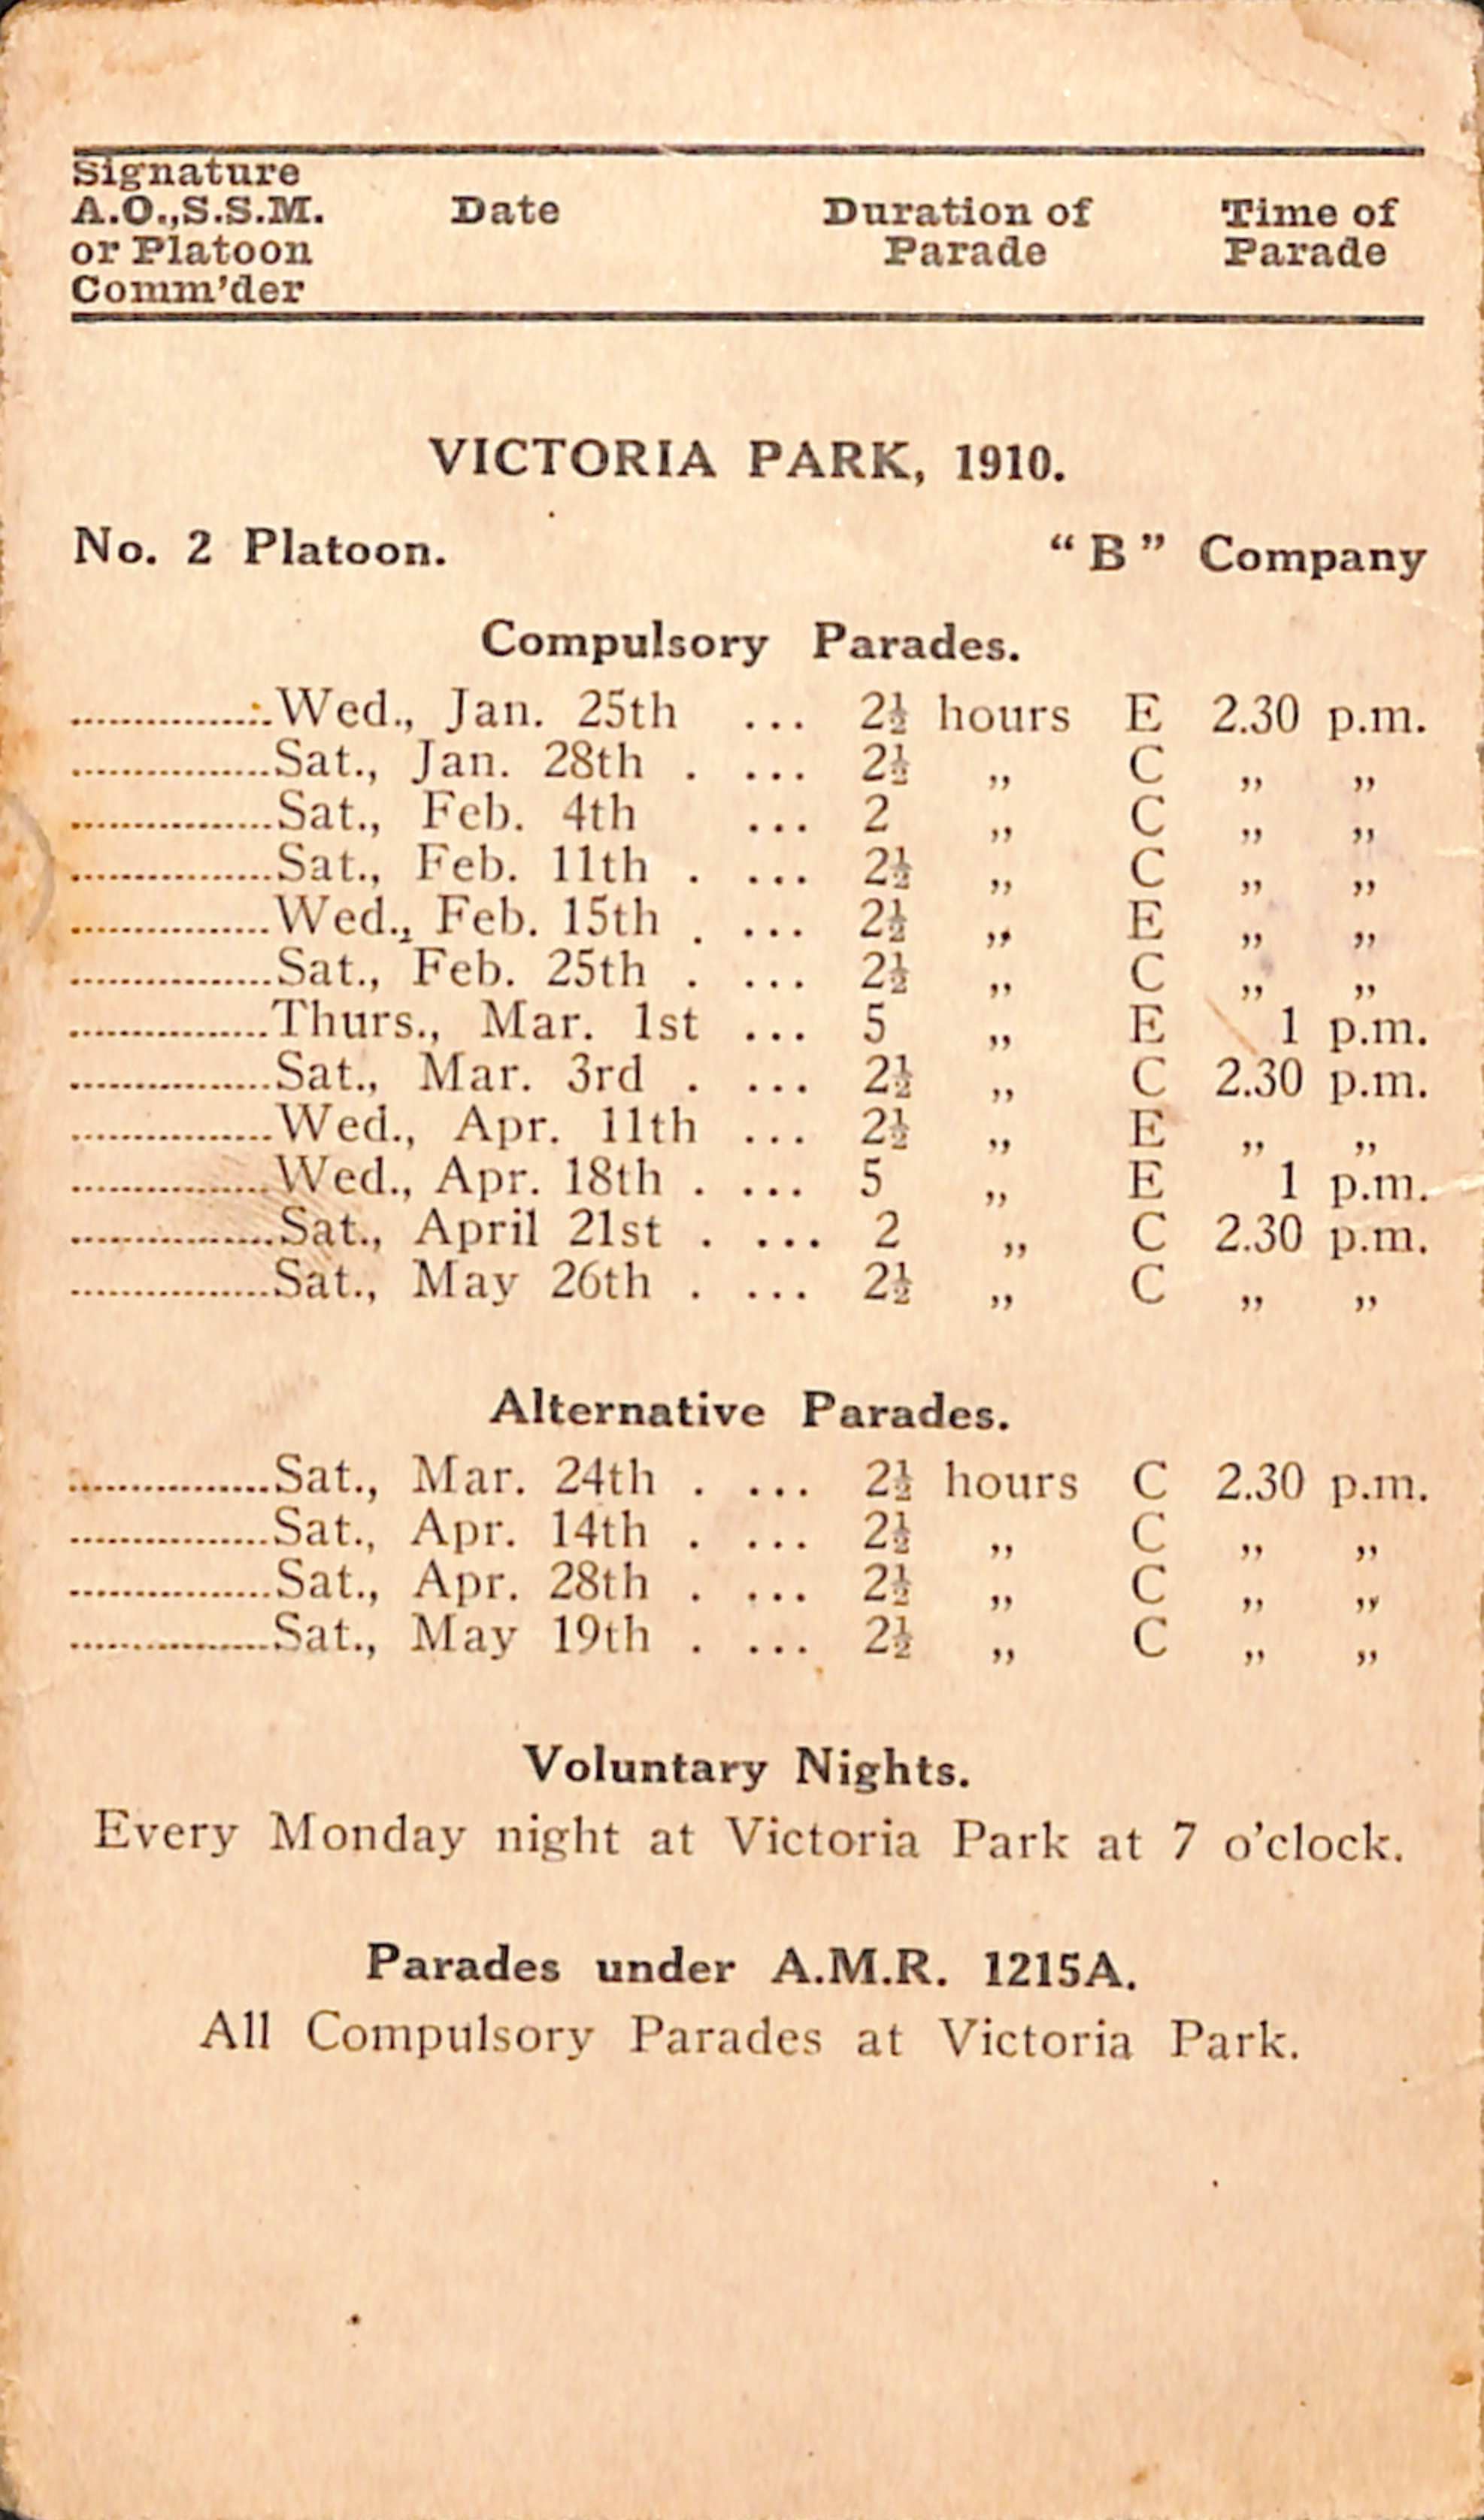 Signature
A.O.,S.S.M. Date Duration of Time of
or Platoon Parade Parade
Comm'der
VICTORIA PARK, 1910.
No. 2 Platoon. “B” Company
Compulsory Parades.
................Wed., Jan. 25th ... 2½ hours E 2.30 p.m.
................Sat., Jan. 28th . ... 2½ „ C „ „
................Sat., Feb. 4th ... 2 „ C „ „
................Sat., Feb. 11th . ... 2½ „ C „ „
................Wed., Feb. 15th . ... 2½ „ E „ „
................Sat., Feb. 25th . ... 2½ „ C „ „
................Thurs., Mar. 1st ... 5 „ E 1 p.m.
................Sat., Mar. 3rd . ... 2½ „ C 2.30 p.m.
................Wed., Apr. 11th ... 2½ „ E „ „
................Wed., Apr. 18th . ... 5 „ E 1 p.m.
................Sat., April 21st . ... 2 „ C 2.30 p.m.
................Sat., May 26th . ... 2½ „ C „ „
Alternative Parades.
................Sat., Mar. 24th . ... 2½ hours C 2.30 p.m.
................Sat., Apr. 14th . ... 2½ „ C „ „
................Sat., Apr. 28th . ... 2½ „ C „ „
................Sat., May 19th . ... 2½ „ C „ „
Voluntary Nights.
Every Monday night at Victoria Park at 7 o'clock.
Parades under A.M.R. 1215A.
All Compulsory Parades at Victoria Park.